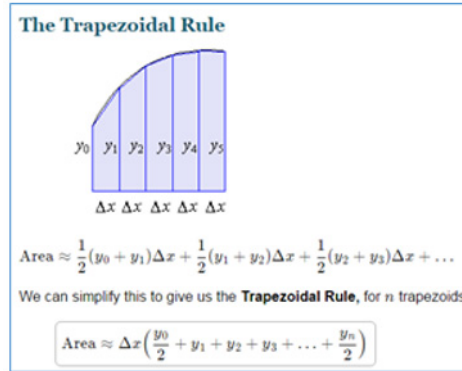 The Trapezoidal Rule
y₀ y₁ y₂ y₃ y₄ y₅
Δx Δx Δx Δx Δx
Area ≈ 1/2(y₀ + y₁)Δx + 1/2(y₁ + y₂)Δx + 1/2(y₂ + y₃)Δx + …
We can simplify this to give us the Trapezoidal Rule, for n trapezoids
Area ≈ Δx(y₀/2 + y₁ + y₂ + y₃ + … + yₙ/2)